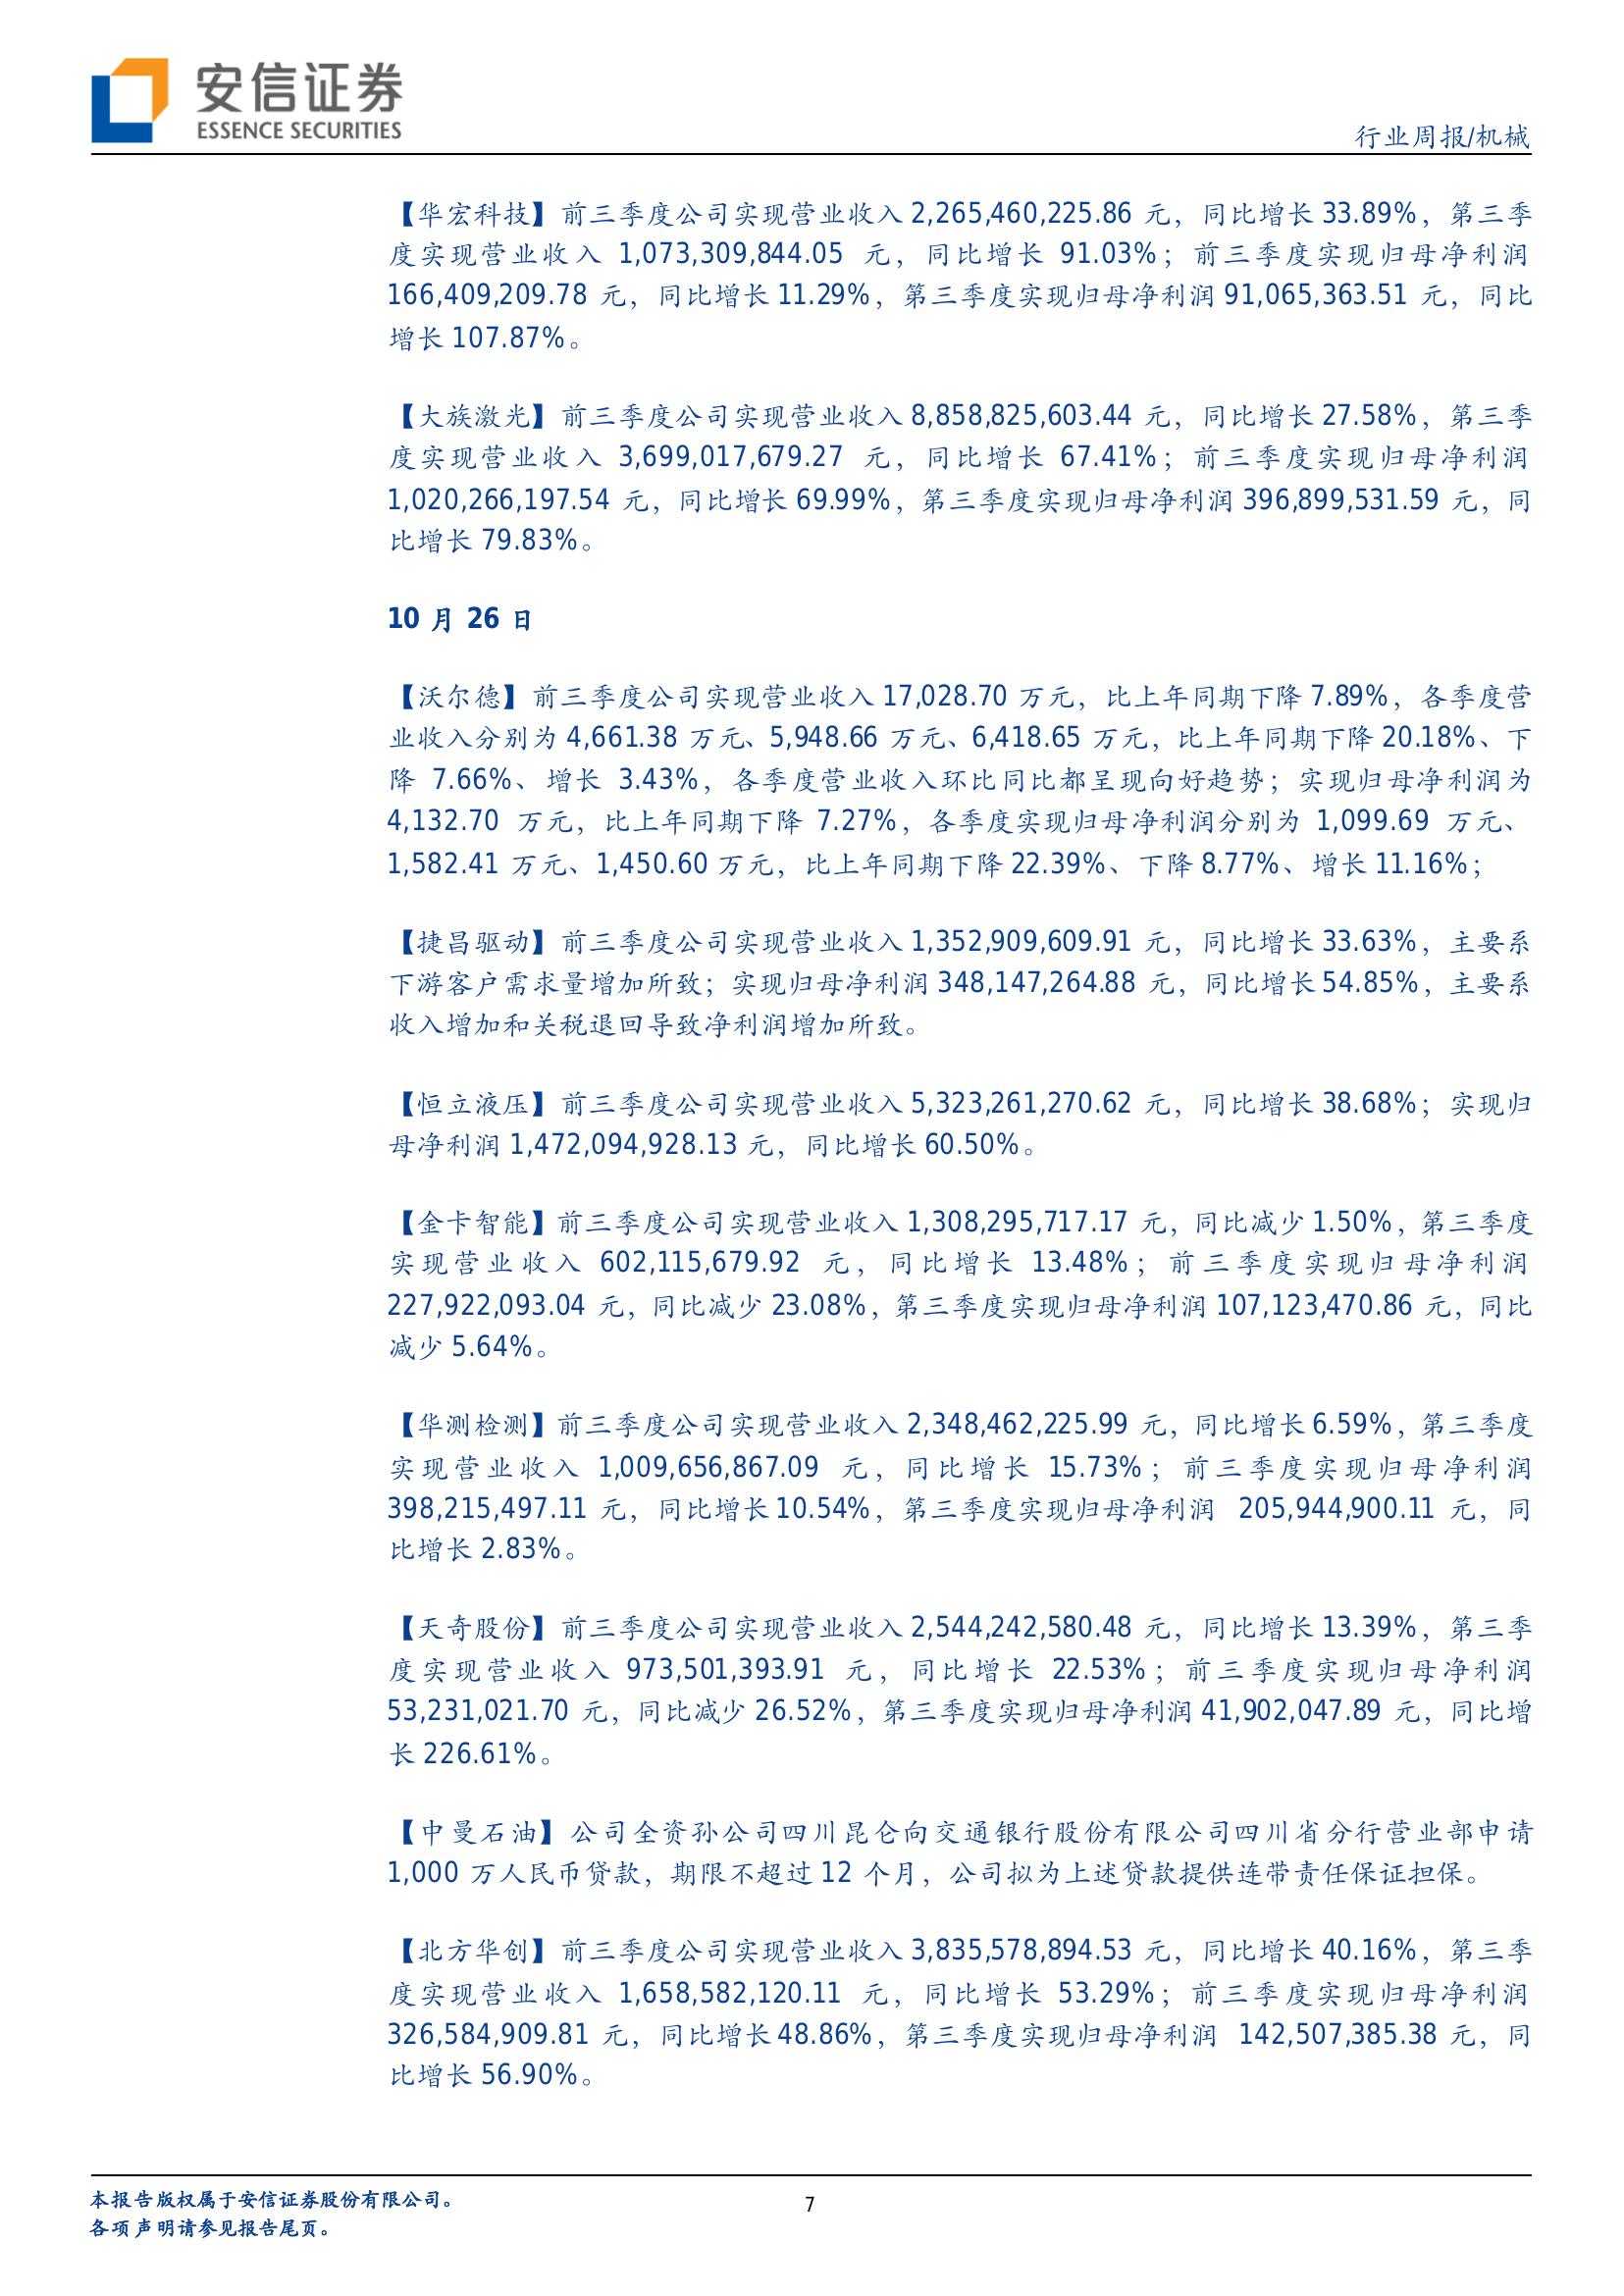 安信证券
ESSENCE SECURITIES
行业周报/机械
【华宏科技】前三季度公司实现营业收入 2,265,460,225.86 元，同比增长 33.89%，第三季
度实现营业收入 1,073,309,844.05 元，同比增长 91.03%；前三季度实现归母净利润
166,409,209.78 元，同比增长 11.29%，第三季度实现归母净利润 91,065,363.51 元，同比
增长 107.87%。
【大族激光】前三季度公司实现营业收入 8,858,825,603.44 元，同比增长 27.58%，第三季
度实现营业收入 3,699,017,679.27 元，同比增长 67.41%；前三季度实现归母净利润
1,020,266,197.54 元，同比增长 69.99%，第三季度实现归母净利润 396,899,531.59 元，同
比增长 79.83%。
10 月 26 日
【沃尔德】前三季度公司实现营业收入 17,028.70 万元，比上年同期下降 7.89%，各季度营
业收入分别为 4,661.38 万元、5,948.66 万元、6,418.65 万元，比上年同期下降 20.18%、下
降 7.66%、增长 3.43%，各季度营业收入环比同比都呈现向好趋势；实现归母净利润为
4,132.70 万元，比上年同期下降 7.27%，各季度实现归母净利润分别为 1,099.69 万元、
1,582.41 万元、1,450.60 万元，比上年同期下降 22.39%、下降 8.77%、增长 11.16%；
【捷昌驱动】前三季度公司实现营业收入 1,352,909,609.91 元，同比增长 33.63%，主要系
下游客户需求量增加所致；实现归母净利润 348,147,264.88 元，同比增长 54.85%，主要系
收入增加和关税退回导致净利润增加所致。
【恒立液压】前三季度公司实现营业收入 5,323,261,270.62 元，同比增长 38.68%；实现归
母净利润 1,472,094,928.13 元，同比增长 60.50%。
【金卡智能】前三季度公司实现营业收入 1,308,295,717.17 元，同比减少 1.50%，第三季度
实现营业收入 602,115,679.92 元，同比增长 13.48%；前三季度实现归母净利润
227,922,093.04 元，同比减少 23.08%，第三季度实现归母净利润 107,123,470.86 元，同比
减少 5.64%。
【华测检测】前三季度公司实现营业收入 2,348,462,225.99 元，同比增长 6.59%，第三季度
实现营业收入 1,009,656,867.09 元，同比增长 15.73%；前三季度实现归母净利润
398,215,497.11 元，同比增长 10.54%，第三季度实现归母净利润 205,944,900.11 元，同
比增长 2.83%。
【天奇股份】前三季度公司实现营业收入 2,544,242,580.48 元，同比增长 13.39%，第三季
度实现营业收入 973,501,393.91 元，同比增长 22.53%；前三季度实现归母净利润
53,231,021.70 元，同比减少 26.52%，第三季度实现归母净利润 41,902,047.89 元，同比增
长 226.61%。
【中曼石油】公司全资孙公司四川昆仑向交通银行股份有限公司四川省分行营业部申请
1,000 万人民币贷款，期限不超过 12 个月，公司拟为上述贷款提供连带责任保证担保。
【北方华创】前三季度公司实现营业收入 3,835,578,894.53 元，同比增长 40.16%，第三季
度实现营业收入 1,658,582,120.11 元，同比增长 53.29%；前三季度实现归母净利润
326,584,909.81 元，同比增长 48.86%，第三季度实现归母净利润 142,507,385.38 元，同
比增长 56.90%。
本报告版权属于安信证券股份有限公司。
各项声明请参见报告尾页。
7